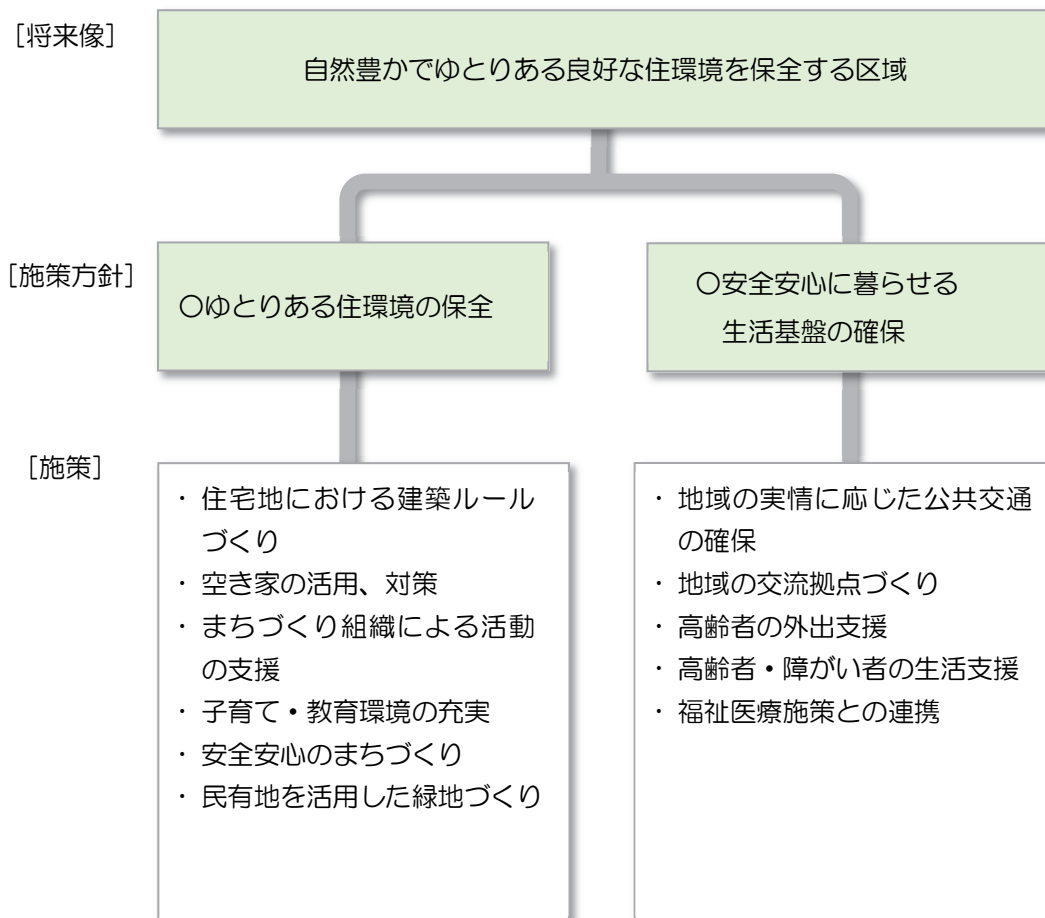 ［将来像］
自然豊かでゆとりある良好な住環境を保全する区域
［施策方針］
〇ゆとりある住環境の保全
〇安全安心に暮らせる
生活基盤の確保
［施策］
・住宅地における建築ルール
づくり
・空き家の活用、対策
・まちづくり組織による活動
の支援
・子育て・教育環境の充実
・安全安心のまちづくり
・民有地を活用した緑地づくり
・地域の実情に応じた公共交通
の確保
・地域の交流拠点づくり
・高齢者の外出支援
・高齢者・障がい者の生活支援
・福祉医療施策との連携